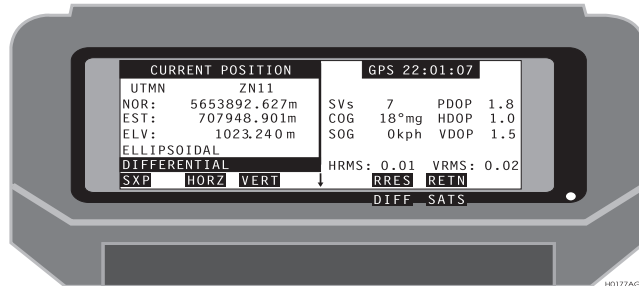 CURRENT POSITION
UTMN ZN11
NOR: 5653892.627m
EST: 707948.901m
ELV: 1023.240m
ELLIPSOIDAL
DIFFERENTIAL
SXP HORZ VERT ↓
GPS 22:01:07
SVs 7 PDOP 1.8
COG 18°mg HDOP 1.0
SOG 0kph VDOP 1.5
HRMS: 0.01 VRMS: 0.02
RRES RETN
DIFF SATS
H0177AG